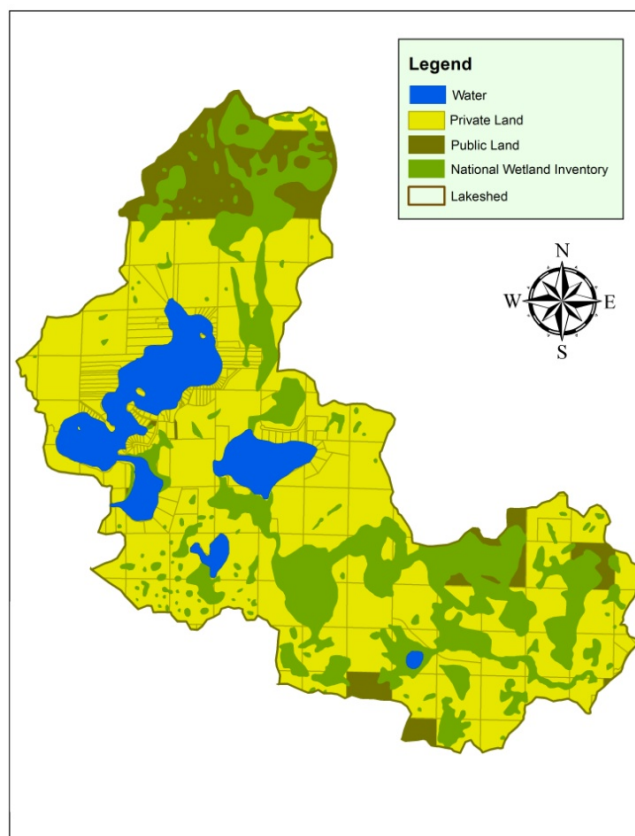 Legend
Water
Private Land
Public Land
National Wetland Inventory
Lakeshed
N
W
E
S